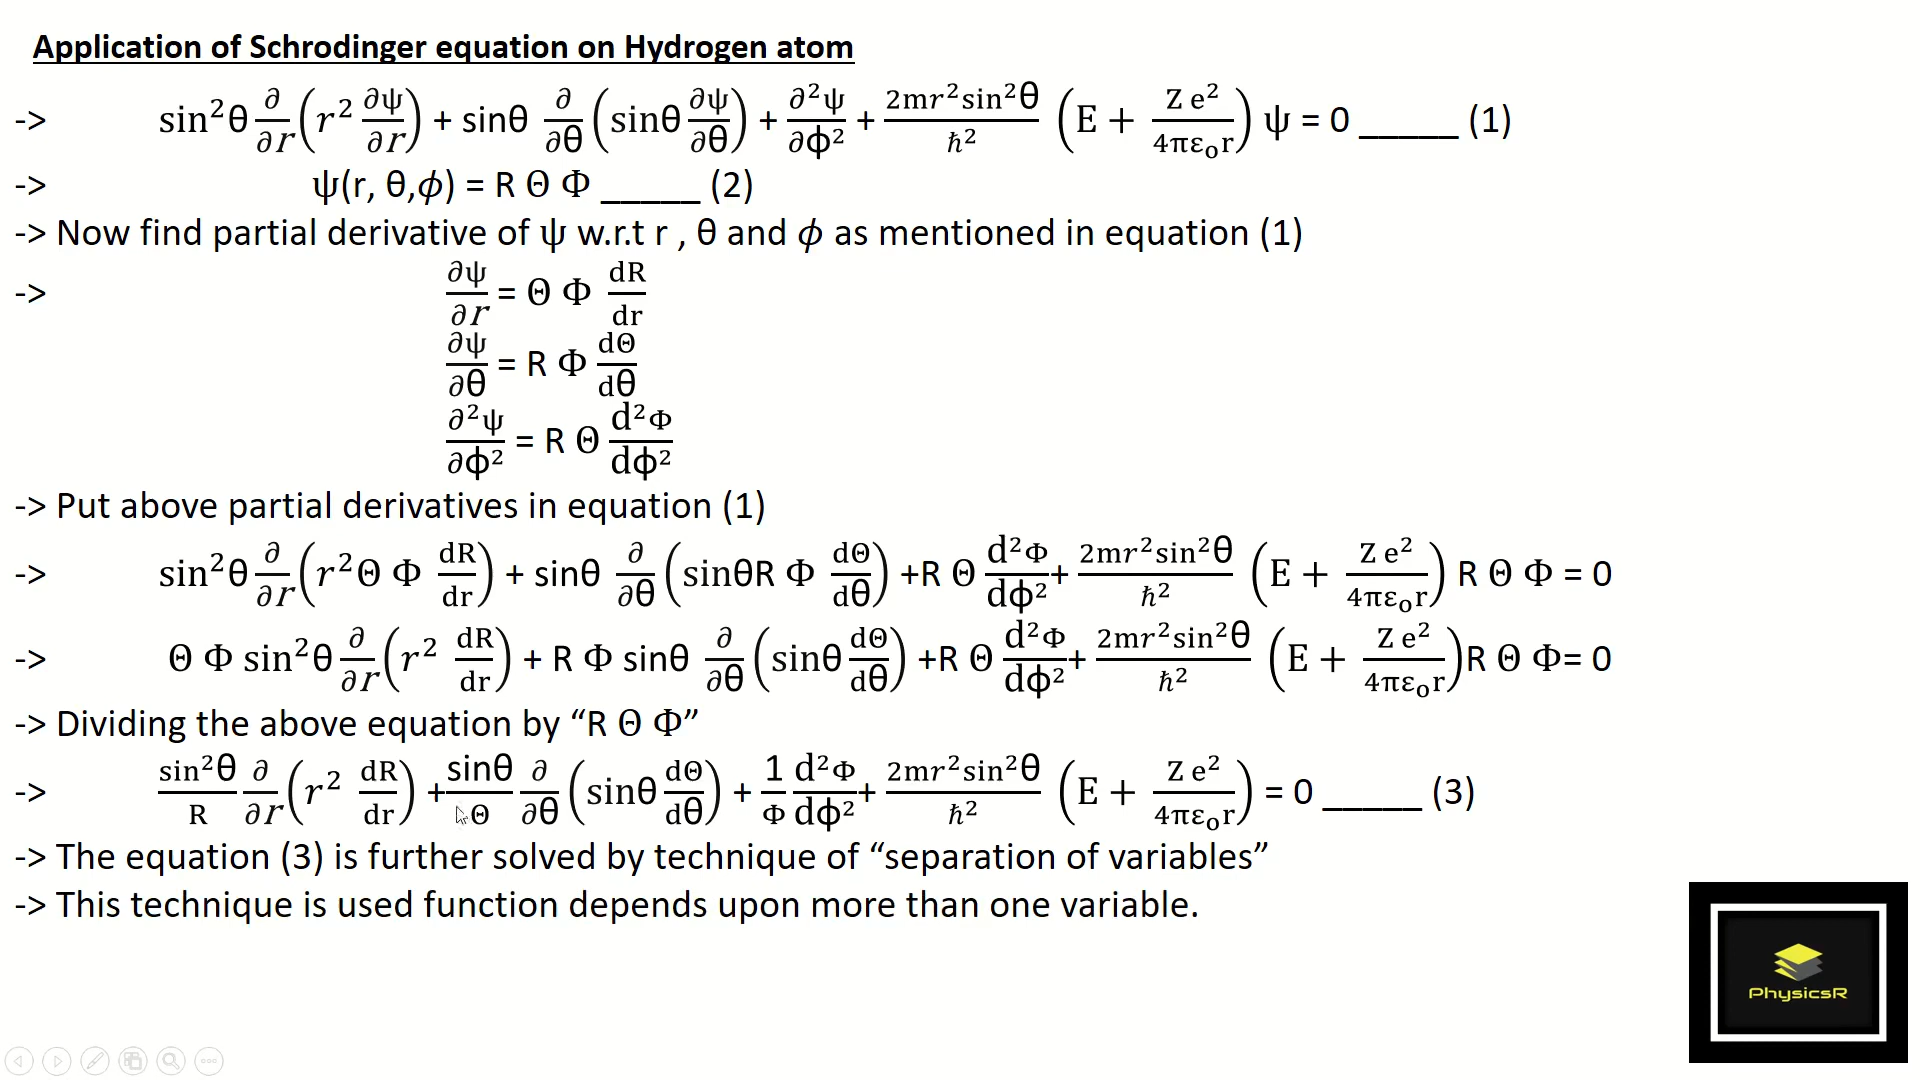 Application of Schrodinger equation on Hydrogen atom
-> sin²θ ∂/∂r (r² ∂ψ/∂r) + sinθ ∂/∂θ (sinθ ∂ψ/∂θ) + ∂²ψ/∂ϕ² + 2mr²sin²θ/ℏ² (E + Z e²/4πε₀r) ψ = 0 _____ (1)
-> ψ(r, θ,ϕ) = R Θ Φ _____ (2)
-> Now find partial derivative of ψ w.r.t r , θ and ϕ as mentioned in equation (1)
-> ∂ψ/∂r = Θ Φ dR/dr
∂ψ/∂θ = R Φ dΘ/dθ
∂²ψ/∂ϕ² = R Θ d²Φ/dϕ²
-> Put above partial derivatives in equation (1)
-> sin²θ ∂/∂r (r²Θ Φ dR/dr) + sinθ ∂/∂θ (sinθR Φ dΘ/dθ) +R Θ d²Φ/dϕ² + 2mr²sin²θ/ℏ² (E + Z e²/4πε₀r) R Θ Φ = 0
-> Θ Φ sin²θ ∂/∂r (r² dR/dr) + R Φ sinθ ∂/∂θ (sinθ dΘ/dθ) +R Θ d²Φ/dϕ² + 2mr²sin²θ/ℏ² (E + Z e²/4πε₀r)R Θ Φ= 0
-> Dividing the above equation by “R Θ Φ”
-> sin²θ/R ∂/∂r (r² dR/dr) + sinθ/Θ ∂/∂θ (sinθ dΘ/dθ) + 1/Φ d²Φ/dϕ² + 2mr²sin²θ/ℏ² (E + Z e²/4πε₀r) = 0 _____ (3)
-> The equation (3) is further solved by technique of “separation of variables”
-> This technique is used function depends upon more than one variable.
PhysicsR